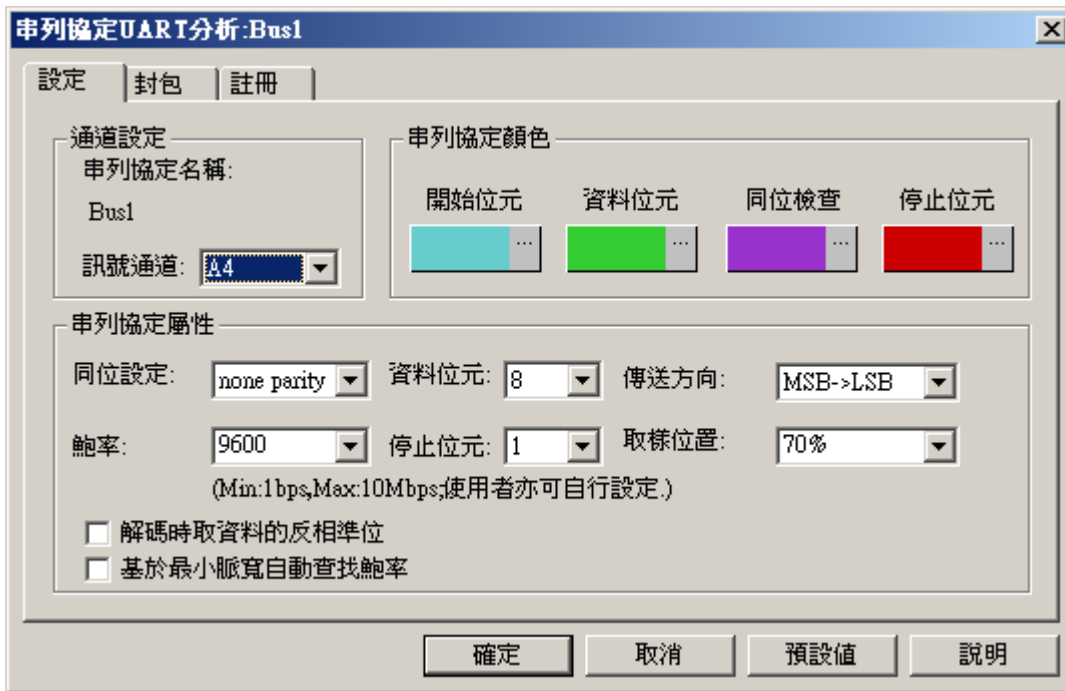 串列協定UART分析:Bus1
設定 封包 註冊
通道設定
串列協定名稱:
Bus1
訊號通道: A4
串列協定顏色
開始位元 資料位元 同位檢查 停止位元
... ... ... ...
串列協定屬性
同位設定: none parity 資料位元: 8 傳送方向: MSB->LSB
鮑率: 9600 停止位元: 1 取樣位置: 70%
(Min:1bps,Max:10Mbps;使用者亦可自行設定.)
解碼時取資料的反相準位
基於最小脈寬自動查找鮑率
確定 取消 預設值 說明